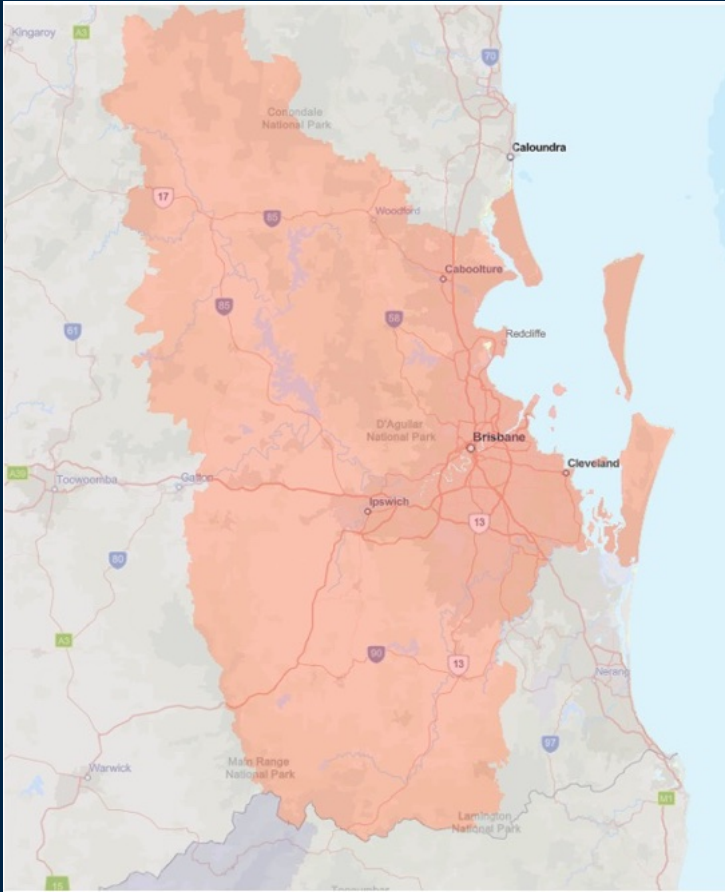 Kingaroy
A3
70
Conondale
National Park
Caloundra
17
85
Woodford
Caboolture
85
58
61
Redcliffe
D'Aguilar
National Park
Brisbane
A39
Toowoomba
Gatton
Cleveland
Ipswich
13
80
A3
90
13
Nerang
97
Main Range
National Park
Warwick
M1
Lamington
National Park
15